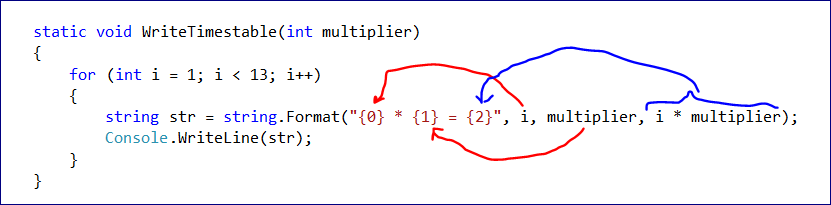 static void WriteTimestable(int multiplier)
{
for (int i = 1; i < 13; i++)
{
string str = string.Format("{0} * {1} = {2}", i, multiplier, i * multiplier);
Console.WriteLine(str);
}
}